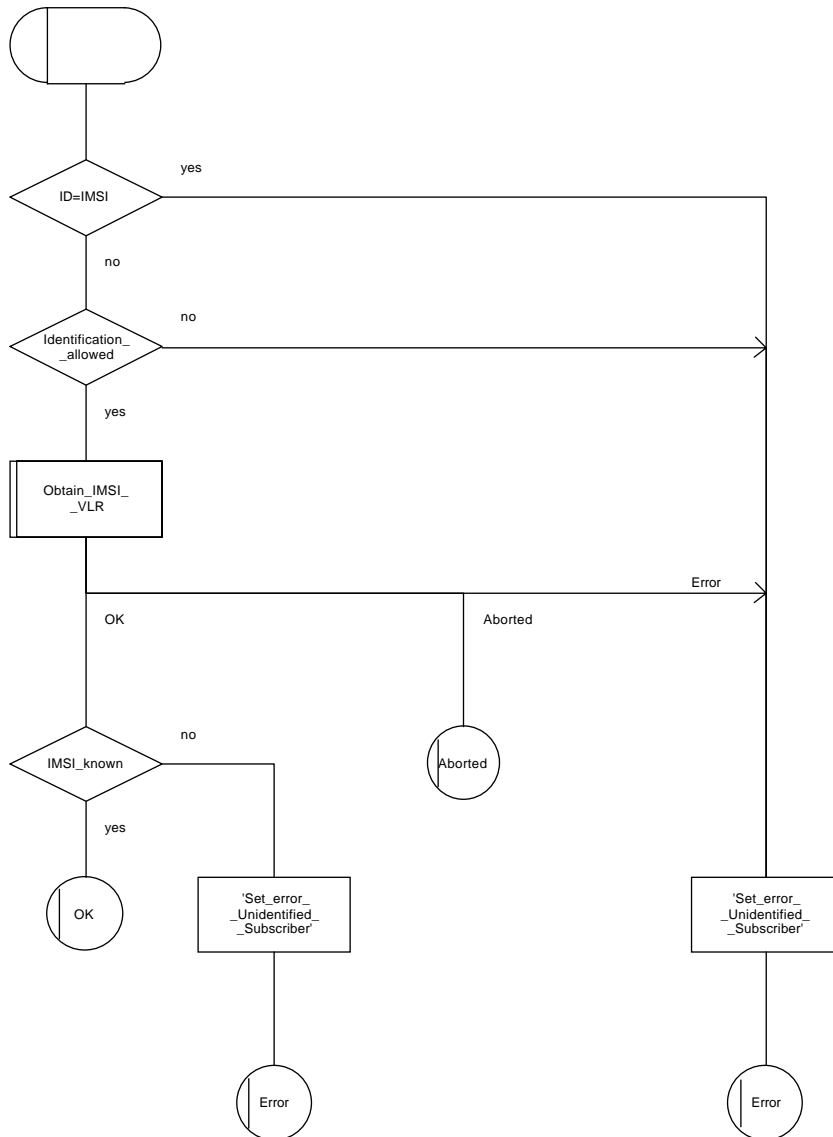 yes
ID=IMSI
no
no
Identification_
_allowed
yes
Obtain_IMSI_
_VLR
Error
OK
Aborted
no
IMSI_known
Aborted
yes
OK
'Set_error_
_Unidentified_
_Subscriber'
'Set_error_
_Unidentified_
_Subscriber'
Error
Error